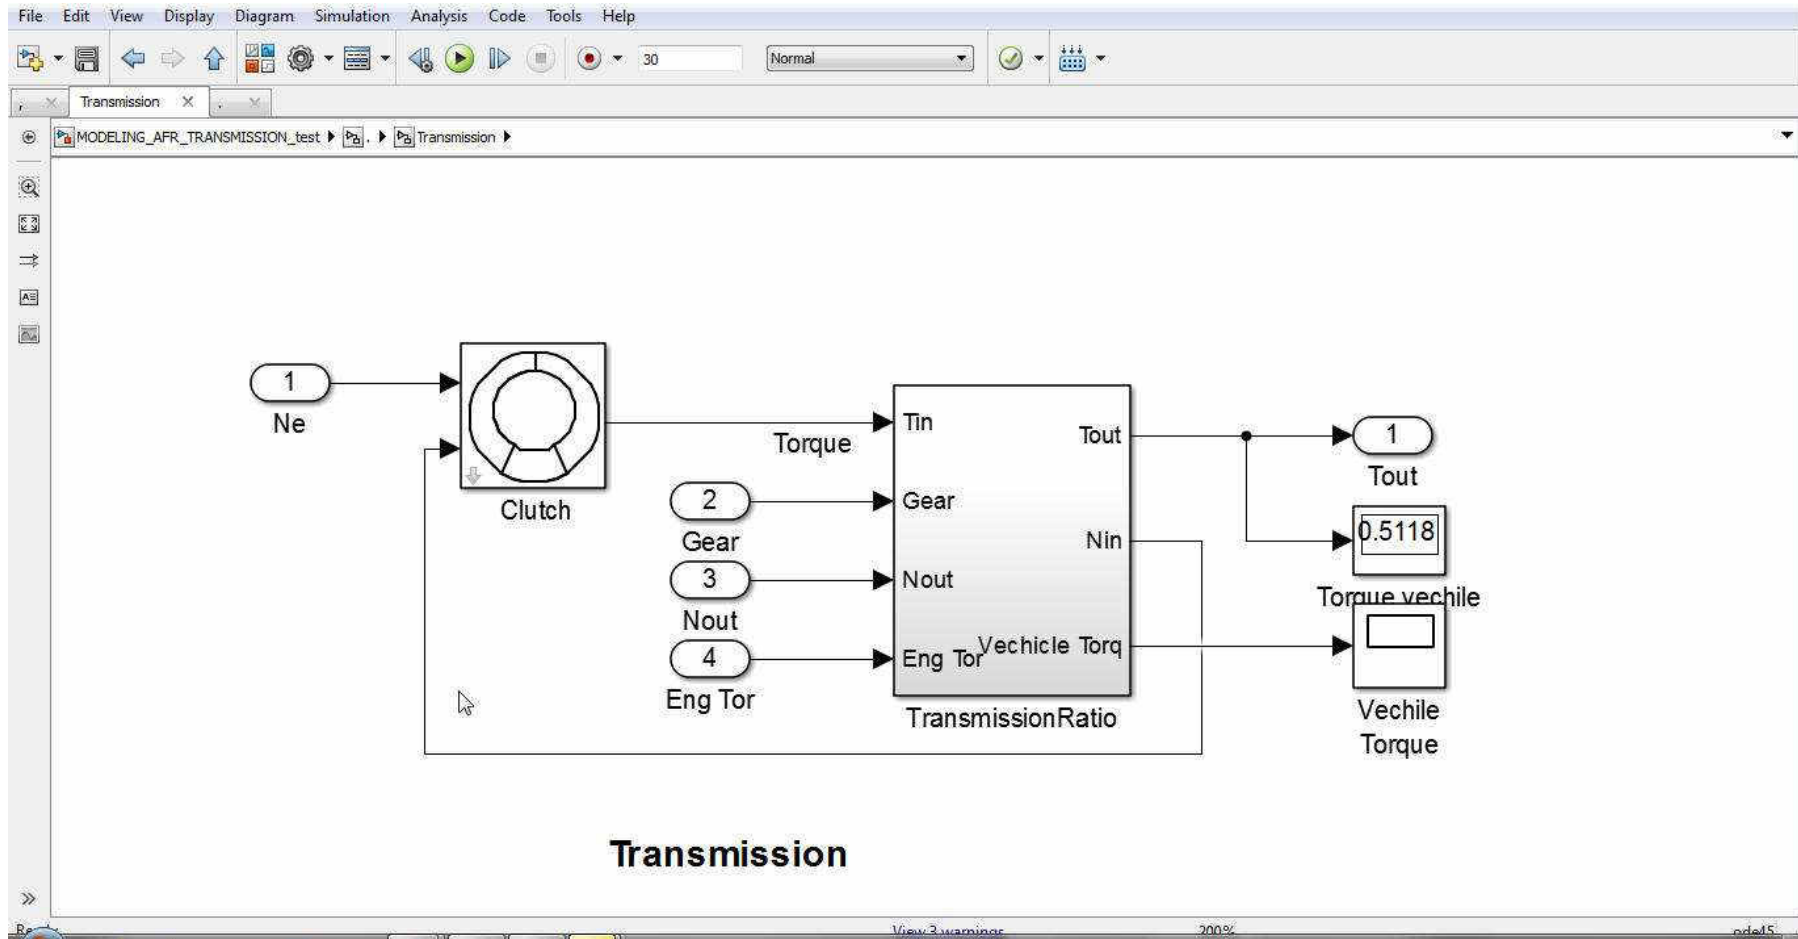 File Edit View Display Diagram Simulation Analysis Code Tools Help
30 Normal
Transmission
MODELING_AFR_TRANSMISSION_test . Transmission
1
Ne
Clutch
Torque
Tin
Tout
1
Tout
2
Gear
Gear
Nin
0.5118
Torque vechile
3
Nout
Nout
4
Eng Tor
Eng Tor
Vechicle Torq
TransmissionRatio
Vechile
Torque
Transmission
View 3 warnings 200% ode45